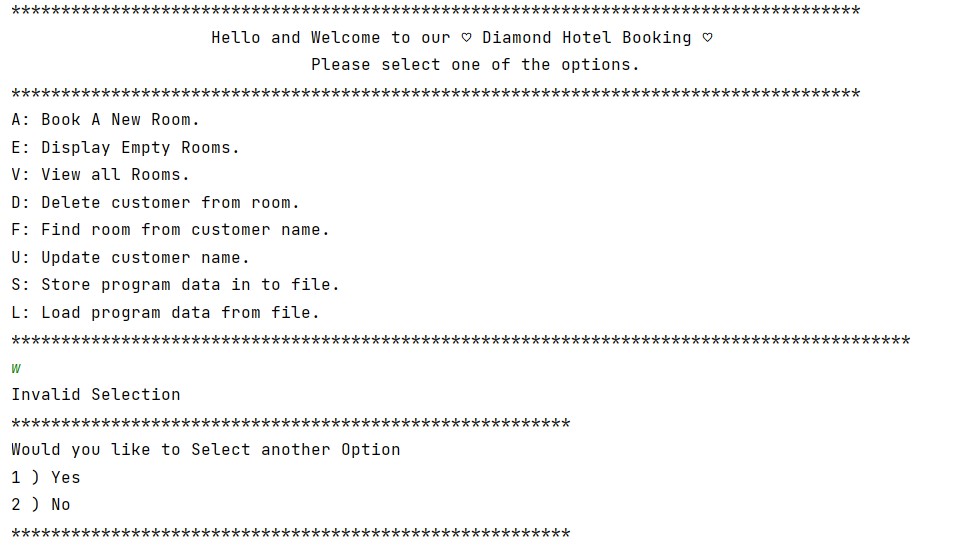 *************************************************************************************
Hello and Welcome to our ♡ Diamond Hotel Booking ♡
Please select one of the options.
*************************************************************************************
A: Book A New Room.
E: Display Empty Rooms.
V: View all Rooms.
D: Delete customer from room.
F: Find room from customer name.
U: Update customer name.
S: Store program data in to file.
L: Load program data from file.
******************************************************************************************
w
Invalid Selection
********************************************************
Would you like to Select another Option
1 ) Yes
2 ) No
********************************************************